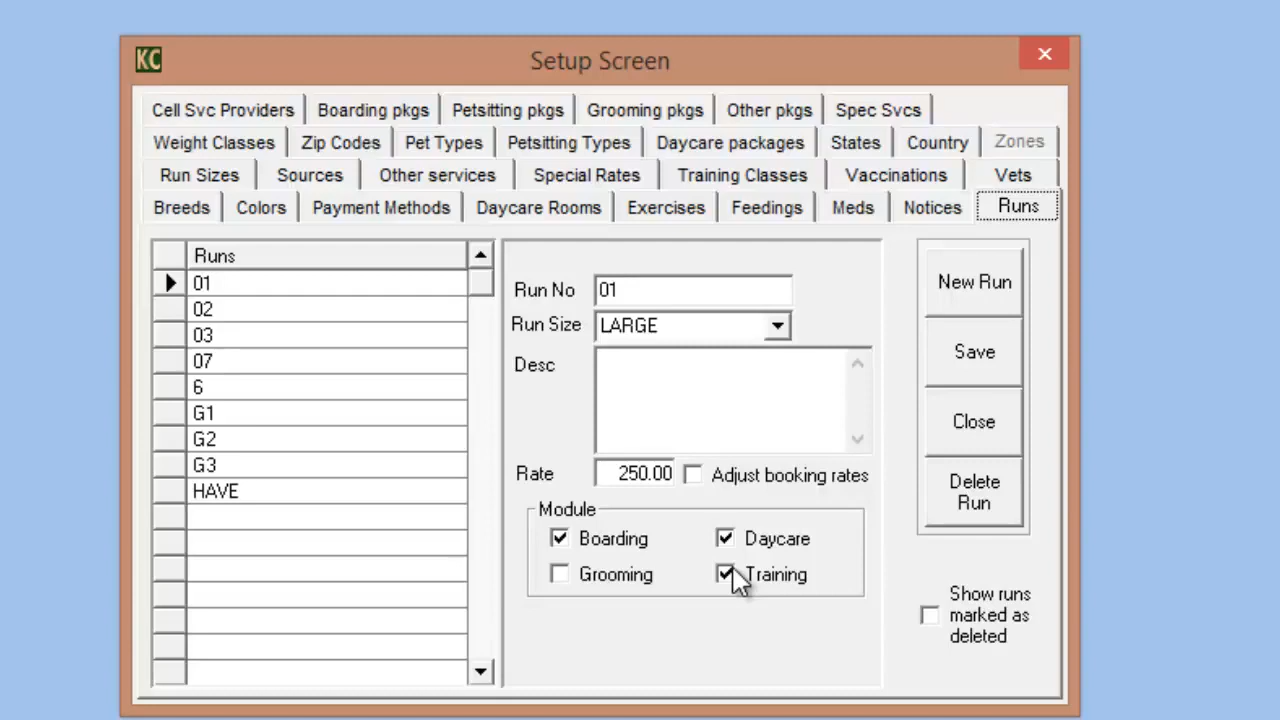 KC
Setup Screen
Cell Svc Providers Boarding pkgs Petsitting pkgs Grooming pkgs Other pkgs Spec Svcs
Weight Classes Zip Codes Pet Types Petsitting Types Daycare packages States Country Zones
Run Sizes Sources Other services Special Rates Training Classes Vaccinations Vets
Breeds Colors Payment Methods Daycare Rooms Exercises Feedings Meds Notices Runs
Runs
01
02
03
07
6
G1
G2
G3
HAVE
Run No 01
Run Size LARGE
Desc
Rate 250.00 Adjust booking rates
Module
Boarding Daycare
Grooming Training
New Run
Save
Close
Delete
Run
Show runs
marked as
deleted